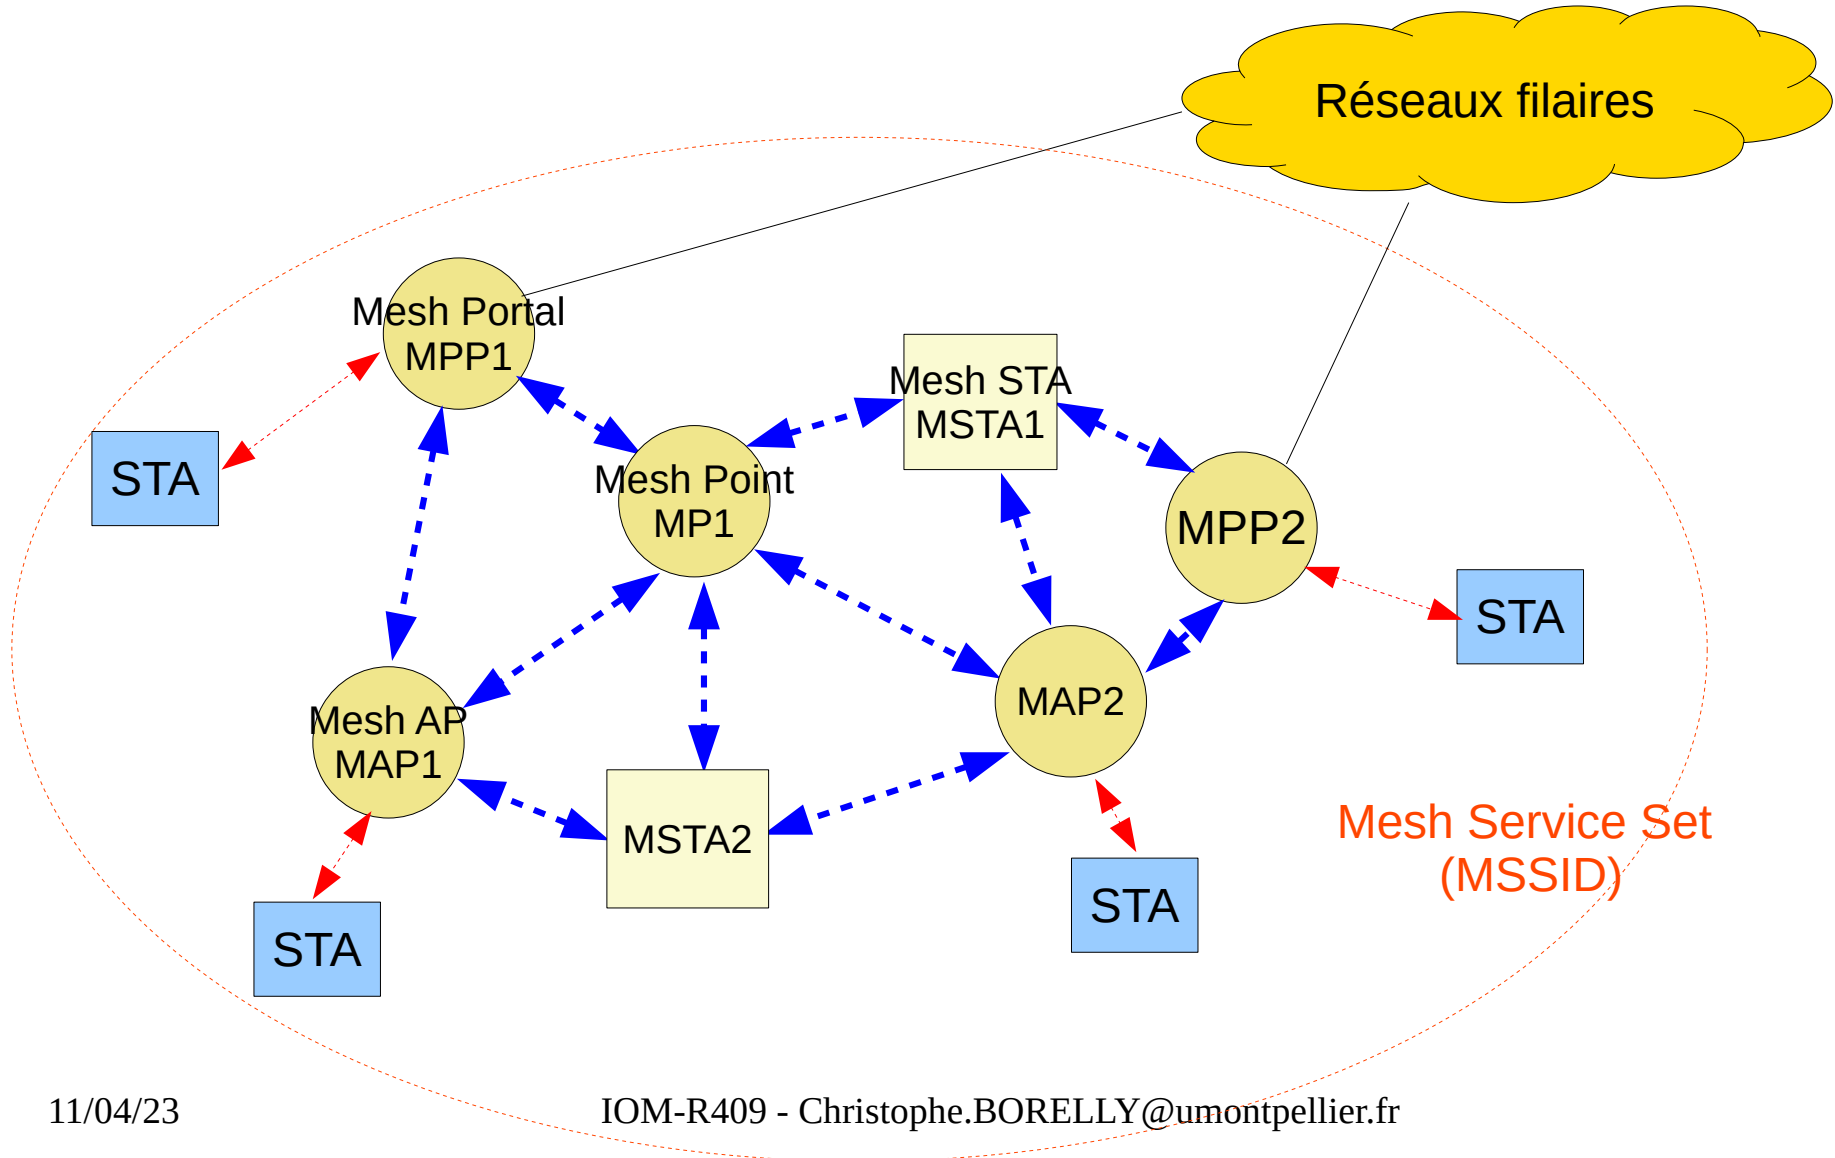 Réseaux filaires
Mesh Portal
MPP1
Mesh STA
MSTA1
STA
Mesh Point
MP1
MPP2
STA
Mesh AP
MAP1
MAP2
MSTA2
Mesh Service Set
(MSSID)
STA
STA
11/04/23
IOM-R409 - Christophe.BORELLY@umontpellier.fr